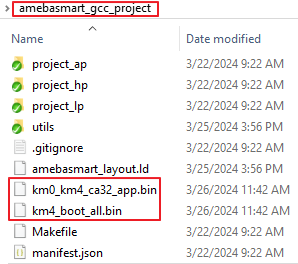 amebasmart_gcc_project
Name Date modified
project_ap 3/22/2024 9:22 AM
project_hp 3/22/2024 9:22 AM
project_lp 3/22/2024 9:22 AM
utils 3/25/2024 3:56 PM
.gitignore 3/22/2024 9:22 AM
amebasmart_layout.ld 3/25/2024 3:56 PM
km0_km4_ca32_app.bin 3/26/2024 11:42 AM
km4_boot_all.bin 3/26/2024 11:42 AM
Makefile 3/22/2024 9:22 AM
manifest.json 3/22/2024 9:22 AM